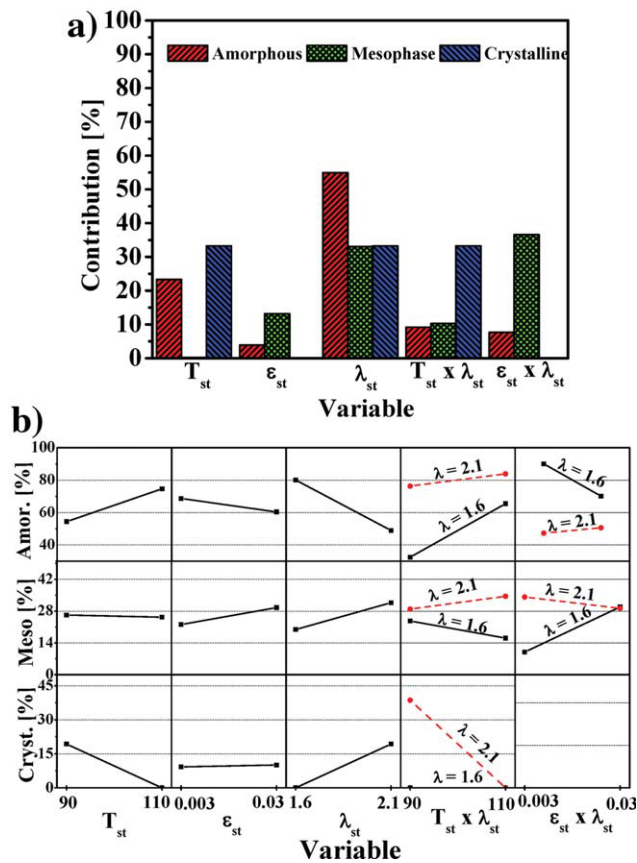 a)
100
90
80
70
60
50
40
30
20
10
0
Contribution [%]
Amorphous Mesophase Crystalline
T_st ε_st λ_st T_st x λ_st ε_st x λ_st
Variable
b)
Amor. [%]
100
80
60
40
λ = 2.1
λ = 1.6
λ = 1.6
λ = 2.1
Meso [%]
42
28
14
0
λ = 2.1
λ = 1.6
λ = 2.1
λ = 1.6
Cryst. [%]
45
30
15
0
λ = 2.1
λ = 1.6
90 110 0.003 0.03 1.6 2.1 90 110 0.003 0.03
T_st ε_st λ_st T_st x λ_st ε_st x λ_st
Variable